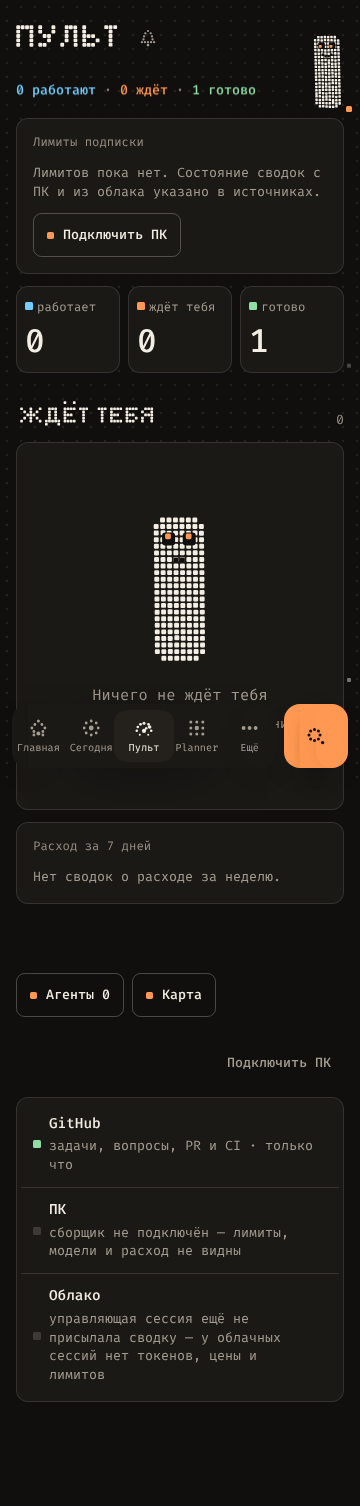 ПУЛЬТ
0 работают · 0 ждёт · 1 готово
Лимиты подписки
Лимитов пока нет. Состояние сводок с
ПК и из облака указано в источниках.
Подключить ПК
работает
0
ждёт тебя
0
готово
1
ЖДЁТ ТЕБЯ
0
Ничего не ждёт тебя
Главная
Сегодня
Пульт
Planner
Ещё
Расход за 7 дней
Нет сводок о расходе за неделю.
Агенты 0
Карта
Подключить ПК
GitHub
задачи, вопросы, PR и CI · только
что
ПК
сборщик не подключён — лимиты,
модели и расход не видны
Облако
управляющая сессия ещё не
присылала сводку — у облачных
сессий нет токенов, цены и
лимитов